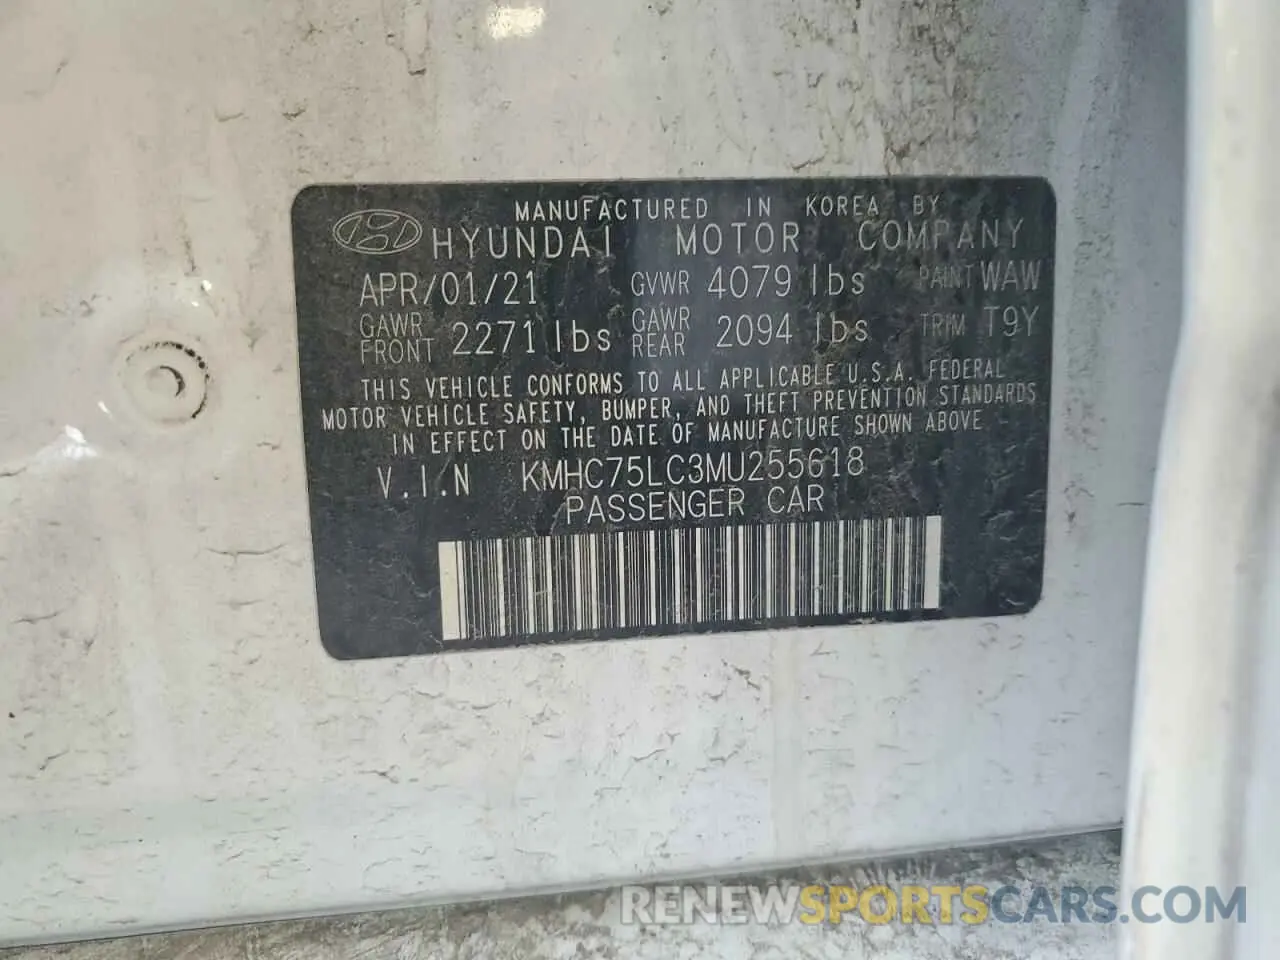 MANUFACTURED IN KOREA BY
HYUNDAI MOTOR COMPANY
APR/01/21 GVWR 4079 lbs PAINT WAW
GAWR FRONT 2271 lbs GAWR REAR 2094 lbs TRIM T9Y
THIS VEHICLE CONFORMS TO ALL APPLICABLE U.S.A. FEDERAL
MOTOR VEHICLE SAFETY, BUMPER, AND THEFT PREVENTION STANDARDS
IN EFFECT ON THE DATE OF MANUFACTURE SHOWN ABOVE
V.I.N KMHC75LC3MU255618
PASSENGER CAR
RENEWSPORTSCARS.COM